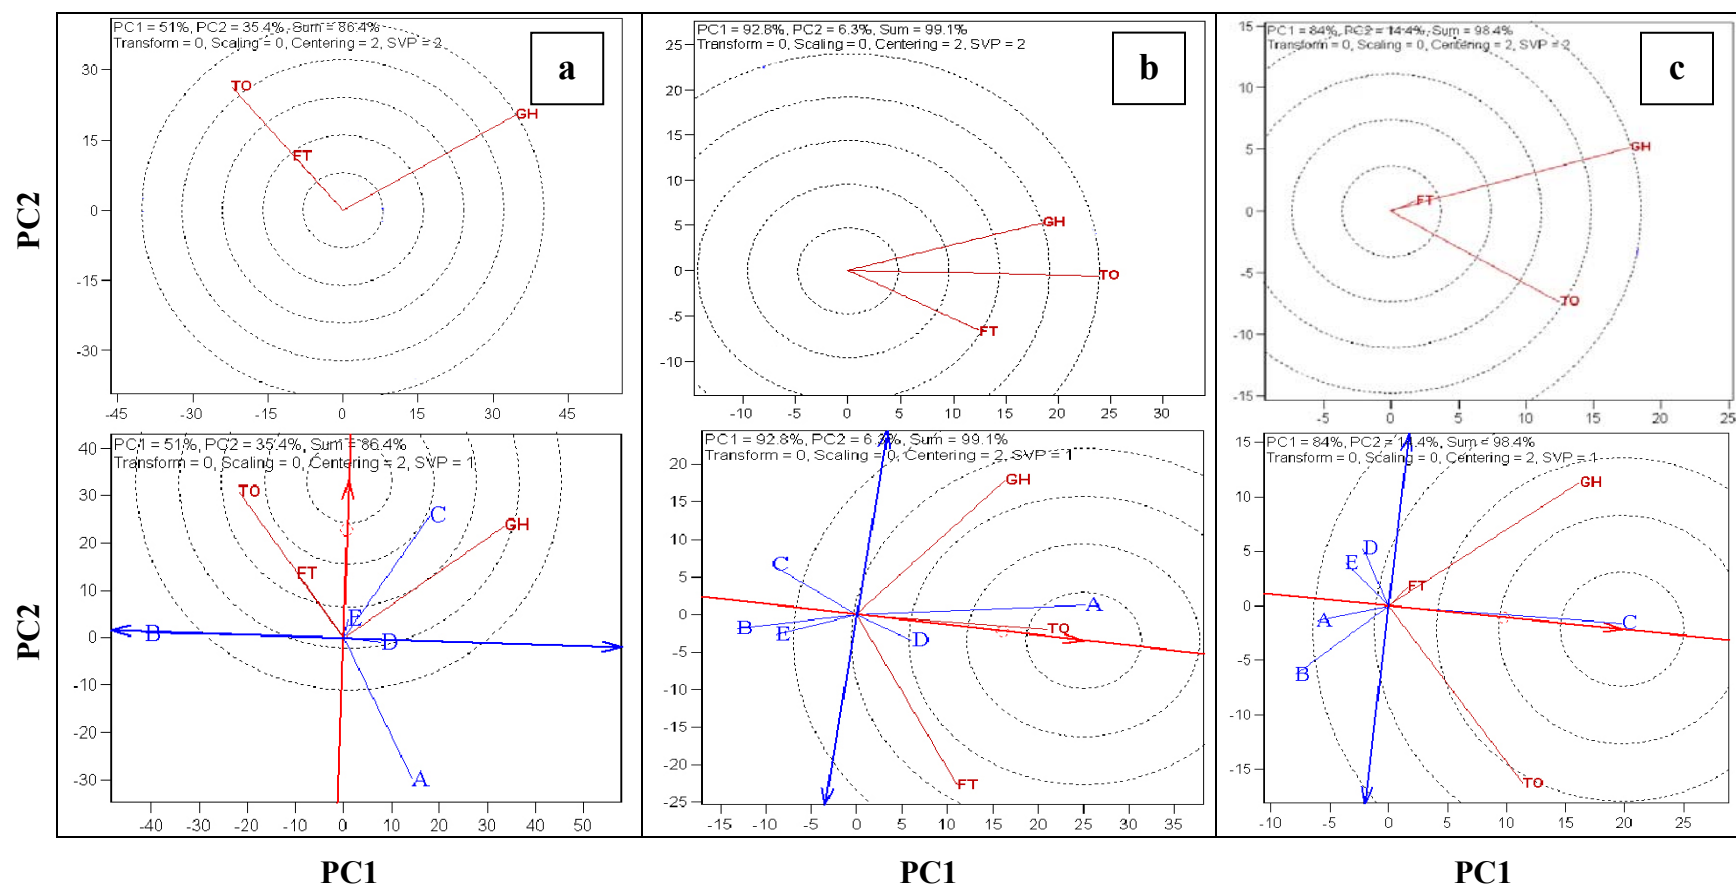 PC1 = 51%, PC2 = 35.4%, Sum = 86.4%
Transform = 0, Scaling = 0, Centering = 2, SVP = 2
a
30
15
0
-15
-30
TO
GH
FT
-45
-30
-15
0
15
30
45
PC1 = 92.8%, PC2 = 6.3%, Sum = 99.1%
Transform = 0, Scaling = 0, Centering = 2, SVP = 2
b
25
20
15
10
5
0
-5
-10
GH
TO
FT
-10
-5
0
5
10
15
20
25
30
PC1 = 84%, PC2 = 14.4%, Sum = 98.4%
Transform = 0, Scaling = 0, Centering = 2, SVP = 2
c
15
10
5
0
-5
-10
-15
GH
FT
TO
-5
0
5
10
15
20
25
PC2
PC1 = 51%, PC2 = 35.4%, Sum = 86.4%
Transform = 0, Scaling = 0, Centering = 2, SVP = 1
40
30
20
10
0
-10
-20
-30
TO
C
GH
FT
E
B
D
A
-40
-30
-20
-10
0
10
20
30
40
50
PC1 = 92.8%, PC2 = 6.3%, Sum = 99.1%
Transform = 0, Scaling = 0, Centering = 2, SVP = 1
20
15
10
5
0
-5
-10
-15
-20
-25
GH
C
A
B
TO
E
D
FT
-15
-10
-5
0
5
10
15
20
25
30
35
PC1 = 84%, PC2 = 14.4%, Sum = 98.4%
Transform = 0, Scaling = 0, Centering = 2, SVP = 1
15
10
5
0
-5
-10
-15
GH
D
E
FT
A
C
B
TO
-10
-5
0
5
10
15
20
25
PC2
PC1
PC1
PC1